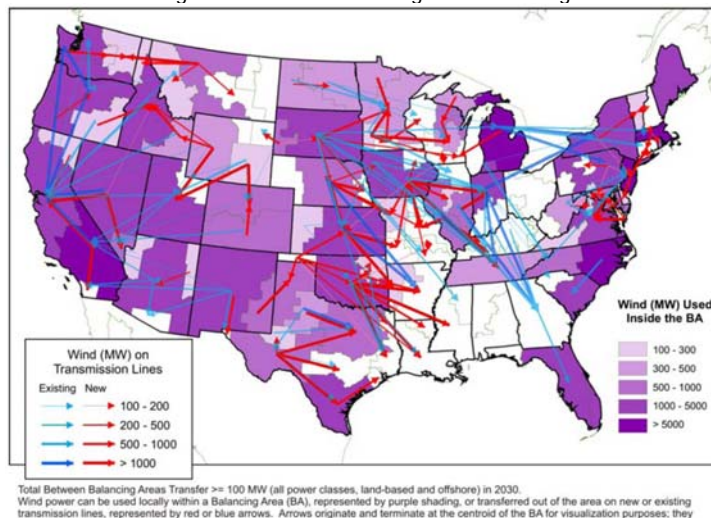 Wind (MW) Used
Inside the BA
100 - 300
300 - 500
500 - 1000
1000 - 5000
> 5000
Wind (MW) on
Transmission Lines
Existing New
100 - 200
200 - 500
500 - 1000
> 1000
Total Between Balancing Areas Transfer >= 100 MW (all power classes, land-based and offshore) in 2030.
Wind power can be used locally within a Balancing Area (BA), represented by purple shading, or transferred out of the area on new or existing
transmission lines, represented by red or blue arrows. Arrows originate and terminate at the centroid of the BA for visualization purposes; they